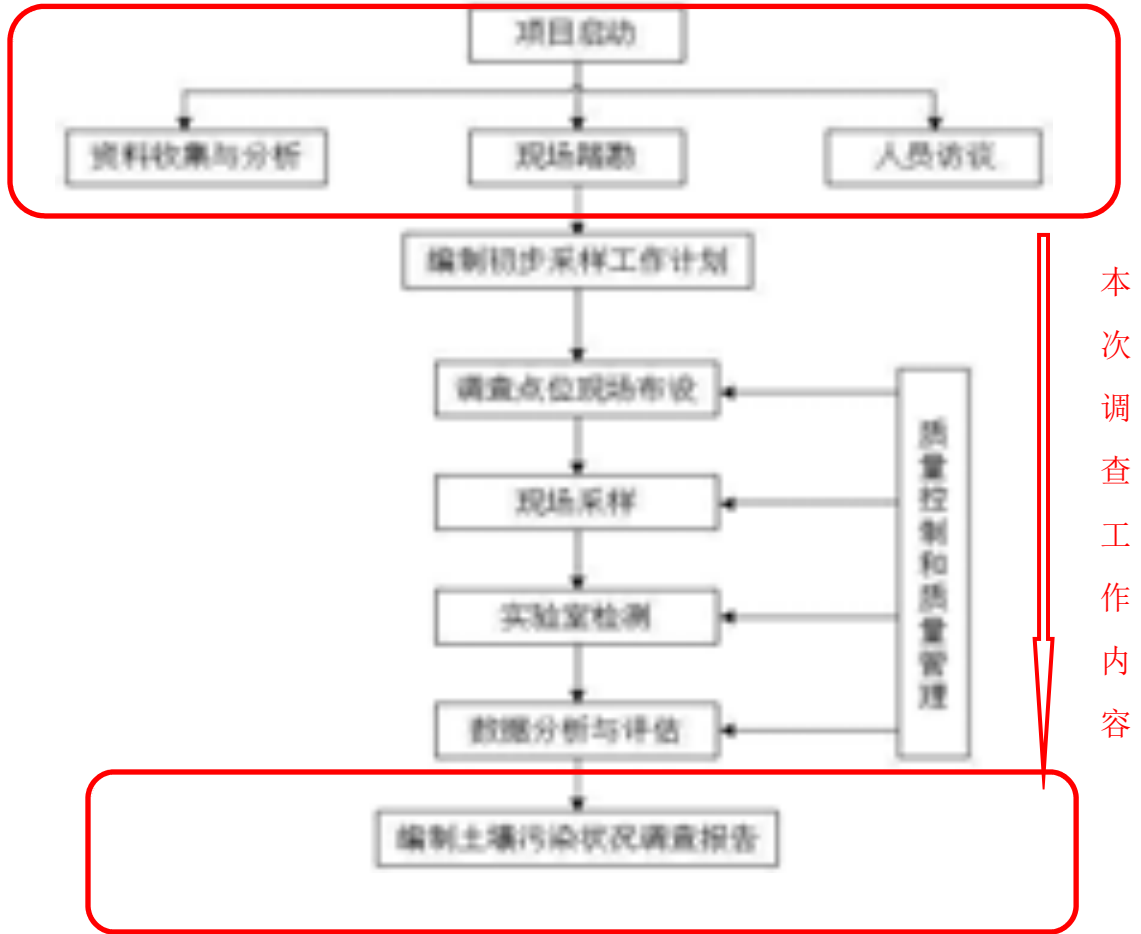 项目启动
资料收集与分析
现场踏勘
人员访谈
编制初步采样工作计划
调查点位现场布设
现场采样
实验室检测
数据分析与评估
质量控制和质量管理
编制土壤污染状况调查报告
本次调查工作内容